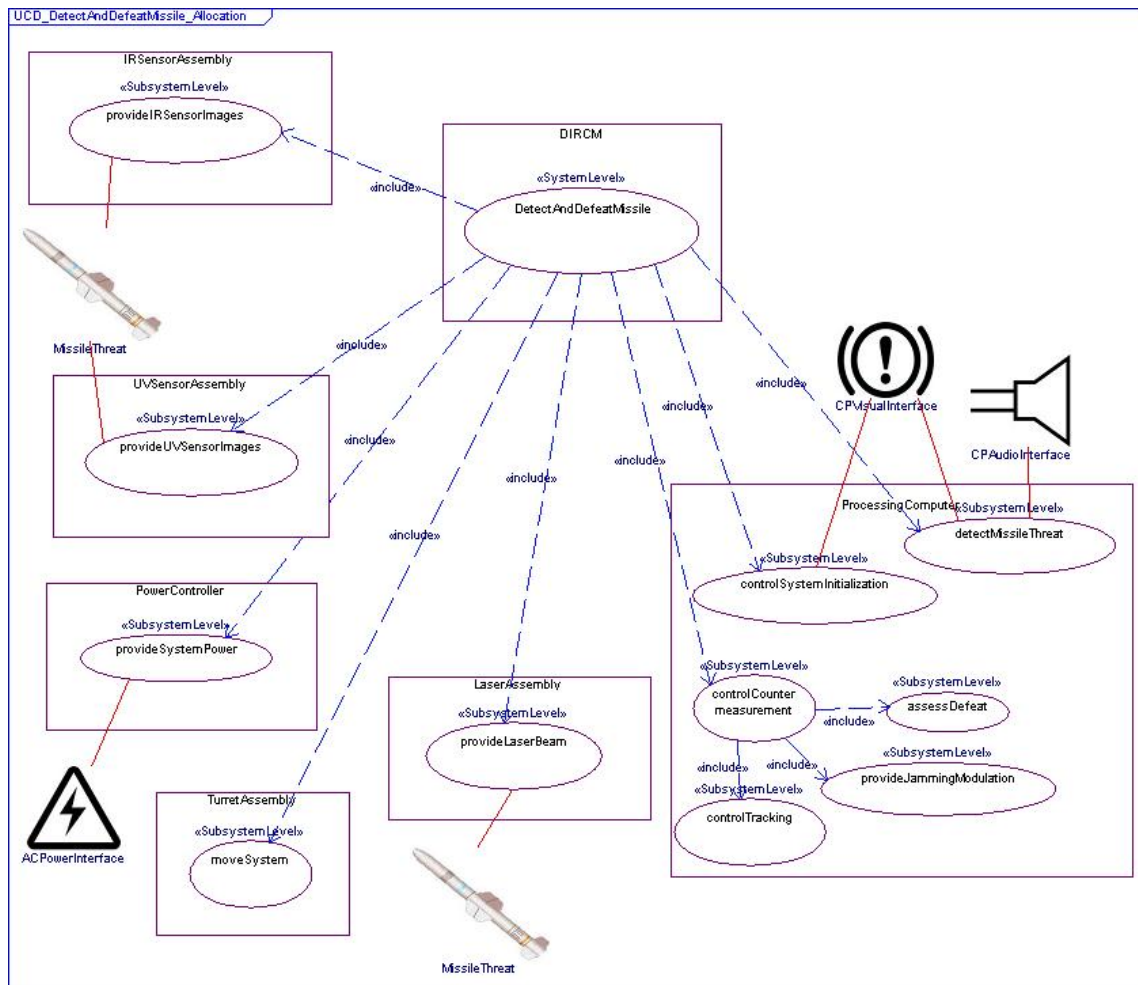 UCD_DetectAndDefeatMissile_Allocation
IRSensorAssembly
«SubsystemLevel»
provideIRSensorImages
«include»
DIRCM
«SystemLevel»
DetectAndDefeatMissile
MissileThreat
UVSensorAssembly
«SubsystemLevel»
provideUVSensorImages
«include»
«include»
«include»
«include»
«include»
«include»
«include»
CPVisualInterface
CPAudioInterface
ProcessingComputer
«SubsystemLevel»
detectMissileThreat
«SubsystemLevel»
controlSystemInitialization
PowerController
«SubsystemLevel»
provideSystemPower
ACPowerInterface
TurretAssembly
«SubsystemLevel»
moveSystem
LaserAssembly
«SubsystemLevel»
provideLaserBeam
MissileThreat
«SubsystemLevel»
controlCounter
measurement
«include»
«SubsystemLevel»
assessDefeat
«include»
«SubsystemLevel»
provideJammingModulation
«include»
«SubsystemLevel»
controlTracking